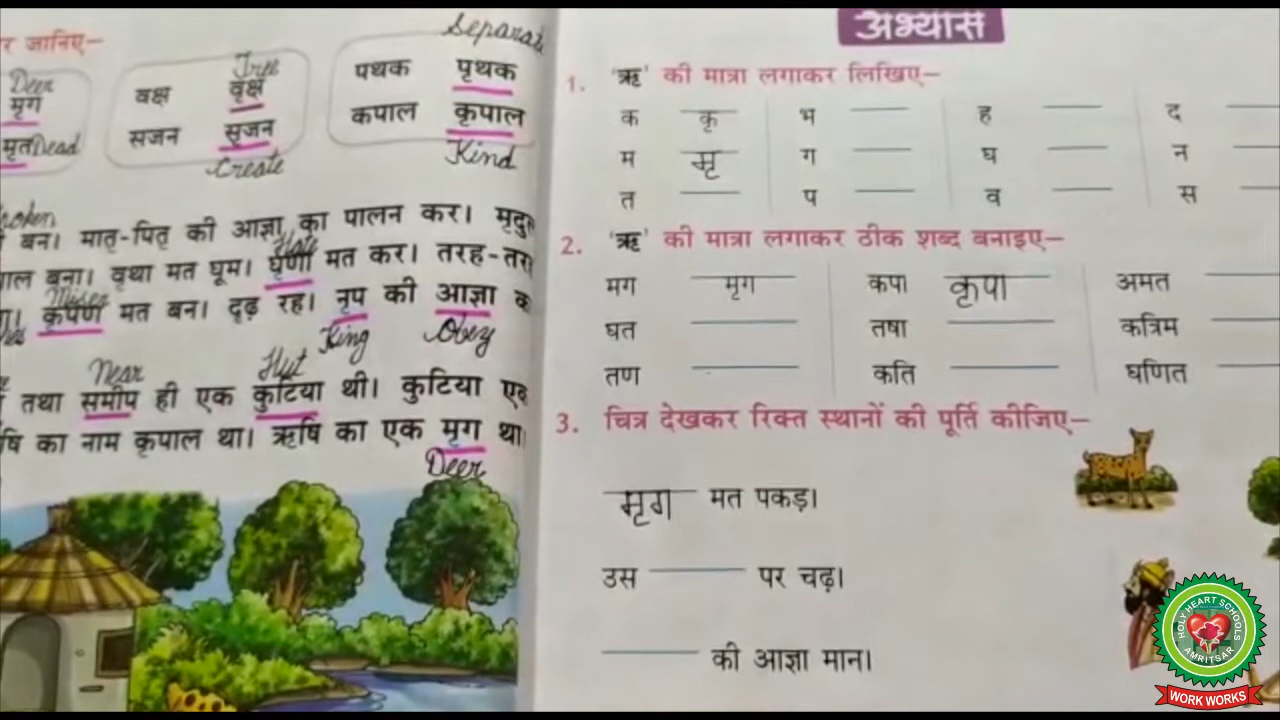 र जानिए–
Deer
मृग
मृत Dead
Tree
वक्ष वृक्ष
सजन सृजन
Create
Separate
पथक पृथक
कपाल कृपाल
Kind
बन। मातृ-पितृ की आज्ञा का पालन कर। मृदु
Hate
बना। वृथा मत घूम। घृणा मत कर। तरह-तर
Miser
कृपण मत बन। दृढ़ रह। नृप की आज्ञा
King Obey
Near Hut
तथा समीप ही एक कुटिया थी। कुटिया एव
षि का नाम कृपाल था। ऋषि का एक मृग था
Deer
अभ्यास
1. 'ऋ' की मात्रा लगाकर लिखिए–
क कृ भ ह द
म मृ ग घ न
त प व स
2. 'ऋ' की मात्रा लगाकर ठीक शब्द बनाइए–
मग मृग कपा कृपा अमत
घत तषा कत्रिम
तण कति घणित
3. चित्र देखकर रिक्त स्थानों की पूर्ति कीजिए–
मृग मत पकड़।
उस पर चढ़।
की आज्ञा मान।
HOLY HEART SCHOOLS
AMRITSAR
WORK WORKS